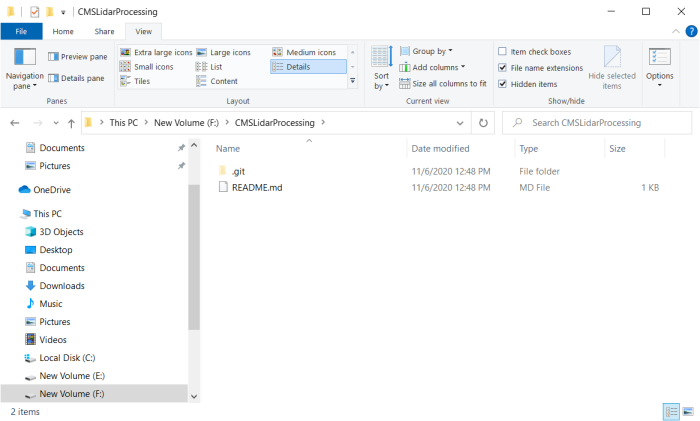 CMSLidarProcessing
File Home Share View
Navigation pane
Preview pane
Details pane
Panes
Extra large icons Large icons Medium icons
Small icons List Details
Tiles Content
Layout
Sort by
Group by
Add columns
Size all columns to fit
Current view
Item check boxes
File name extensions
Hidden items
Hide selected items
Show/hide
Options
This PC New Volume (F:) CMSLidarProcessing
Search CMSLidarProcessing
Documents
Pictures
OneDrive
This PC
3D Objects
Desktop
Documents
Downloads
Music
Pictures
Videos
Local Disk (C:)
New Volume (E:)
New Volume (F:)
Name Date modified Type Size
.git 11/6/2020 12:48 PM File folder
README.md 11/6/2020 12:48 PM MD File 1 KB
2 items